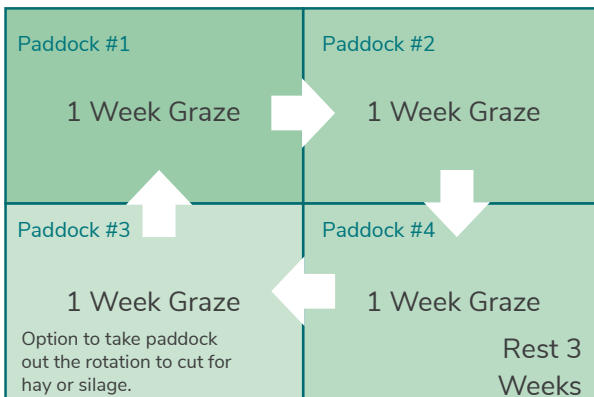 Paddock #1
1 Week Graze
Paddock #2
1 Week Graze
Paddock #3
1 Week Graze
Option to take paddock
out the rotation to cut for
hay or silage.
Paddock #4
1 Week Graze
Rest 3
Weeks